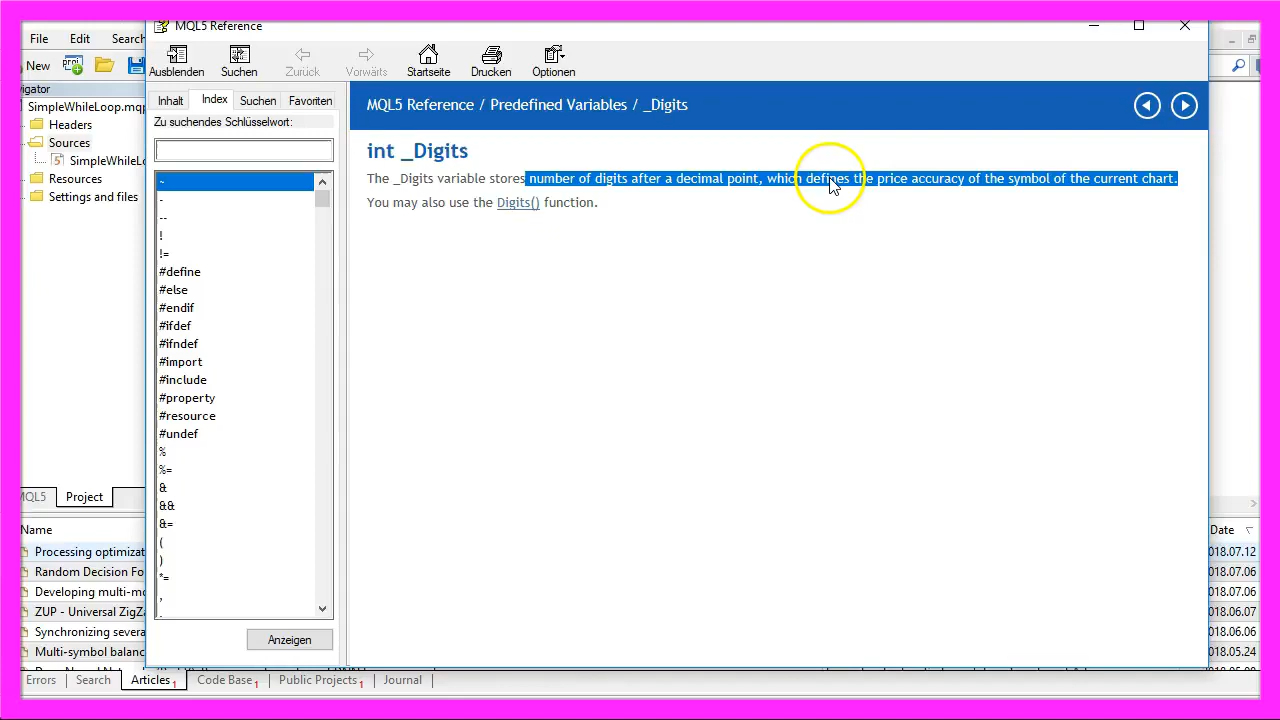 MQL5 Reference
File Edit Search
Ausblenden Suchen Zurück Vorwärts Startseite Drucken Optionen
New
Inhalt Index Suchen Favoriten
MQL5 Reference / Predefined Variables / _Digits
Zu suchendes Schlüsselwort:
int _Digits
The _Digits variable stores number of digits after a decimal point, which defines the price accuracy of the symbol of the current chart.
You may also use the Digits() function.
vigator
SimpleWhileLoop.mq
Headers
Sources
SimpleWhileLo
Resources
Settings and files
~
-
--
!
!=
#define
#else
#endif
#ifdef
#ifndef
#import
#include
#property
#resource
#undef
%
%=
&
&&
&=
(
)
*=
,
.
Anzeigen
MQL5 Project
Name Date
Processing optimizat 018.07.12
Random Decision Fo 018.07.06
Developing multi-mo 018.07.06
ZUP - Universal ZigZa 018.06.07
Synchronizing severa 018.06.06
Multi-symbol balanc 018.05.24
Errors Search Articles 1 Code Base 1 Public Projects 1 Journal